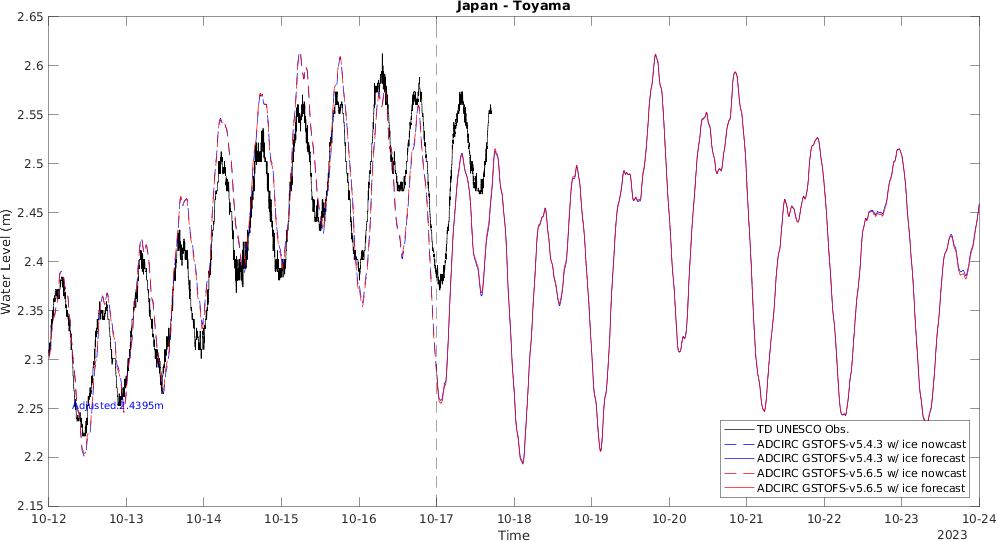 Japan - Toyama
2.65
2.6
2.55
2.5
2.45
2.4
2.35
2.3
2.25
2.2
2.15
Water Level (m)
Adjusted:2.4395m
TD UNESCO Obs.
ADCIRC GSTOFS-v5.4.3 w/ ice nowcast
ADCIRC GSTOFS-v5.4.3 w/ ice forecast
ADCIRC GSTOFS-v5.6.5 w/ ice nowcast
ADCIRC GSTOFS-v5.6.5 w/ ice forecast
10-12 10-13 10-14 10-15 10-16 10-17 10-18 10-19 10-20 10-21 10-22 10-23 10-24
Time
2023